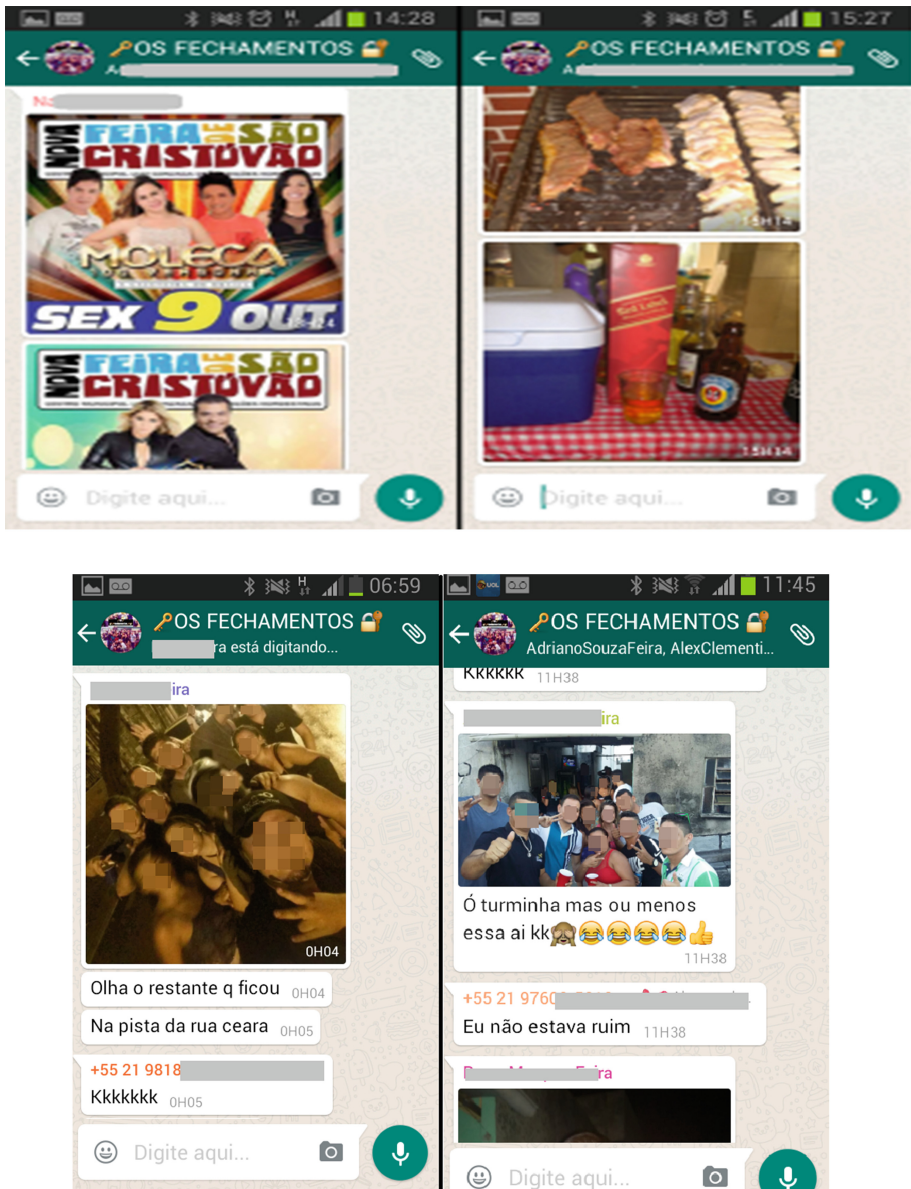 14:28
OS FECHAMENTOS
NOVA FEIRA DE SÃO CRISTÓVÃO
MOLECA
SEX 9 OUT
NOVA FEIRA DE SÃO CRISTÓVÃO
Digite aqui...
15:27
OS FECHAMENTOS
15H14
Red Label
15H14
Digite aqui...
06:59
OS FECHAMENTOS
ra está digitando...
ira
0H04
Olha o restante q ficou 0H04
Na pista da rua ceara 0H05
+55 21 9818
Kkkkkkk 0H05
Digite aqui...
UOL 11:45
OS FECHAMENTOS
AdrianoSouzaFeira, AlexClementi...
Kkkkkk 11H38
ira
Ó turminha mas ou menos
essa ai kk
11H38
+55 21 9760
Eu não estava ruim 11H38
ra
Digite aqui...